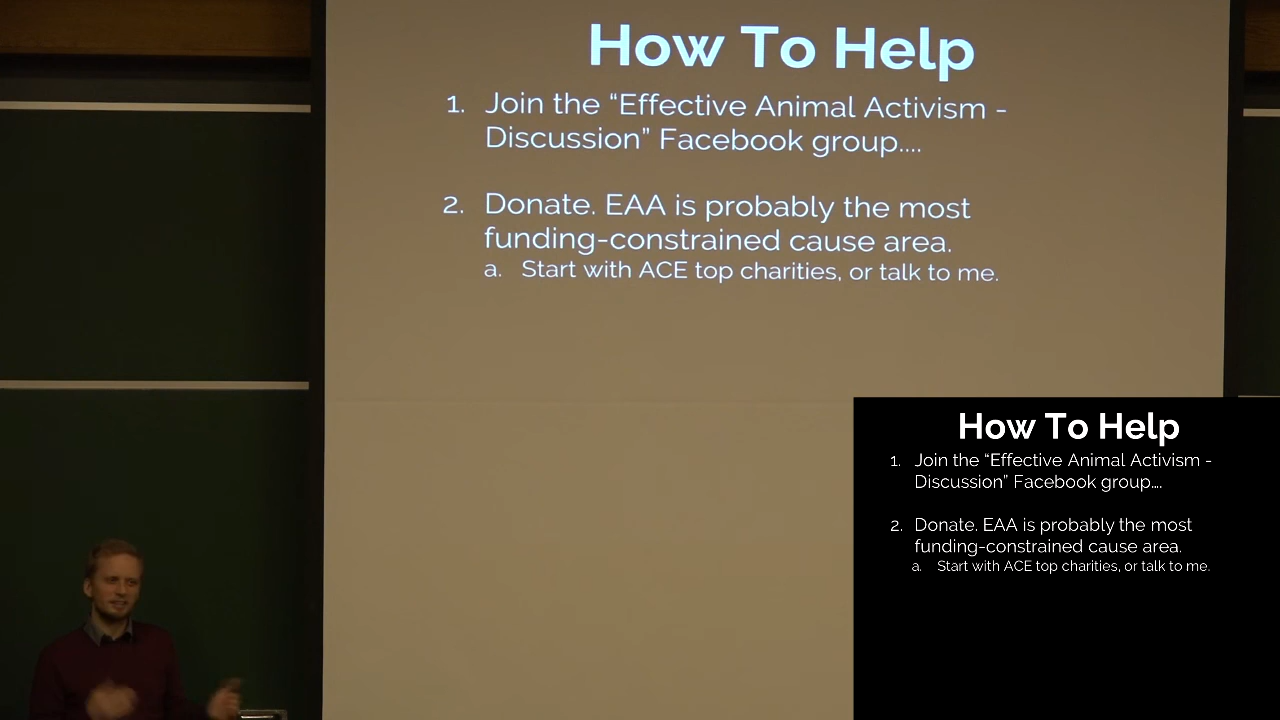 How To Help
1. Join the “Effective Animal Activism -
Discussion” Facebook group....
2. Donate. EAA is probably the most
funding-constrained cause area.
a. Start with ACE top charities, or talk to me.
How To Help
1. Join the “Effective Animal Activism -
Discussion” Facebook group....
2. Donate. EAA is probably the most
funding-constrained cause area.
a. Start with ACE top charities, or talk to me.